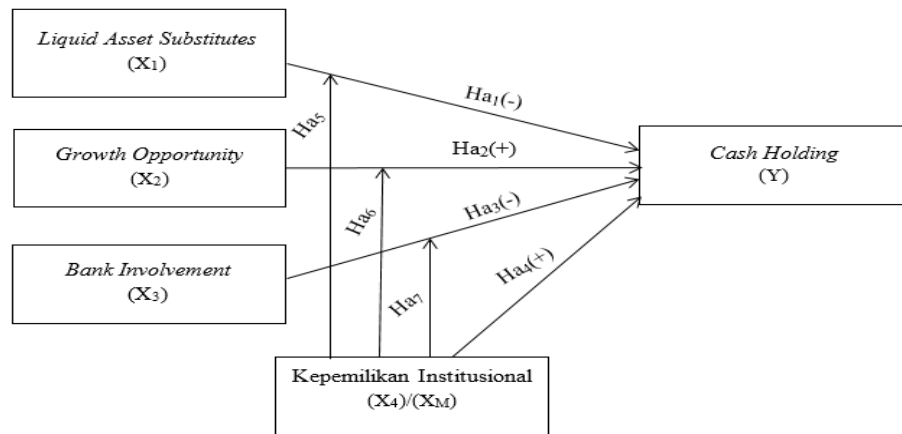 Liquid Asset Substitutes
(X₁)
Ha₁(-)
Ha₅
Growth Opportunity
(X₂)
Ha₂(+)
Cash Holding
(Y)
Ha₆
Ha₃(-)
Bank Involvement
(X₃)
Ha₄(+)
Ha₇
Kepemilikan Institusional
(X₄)/(X_M)